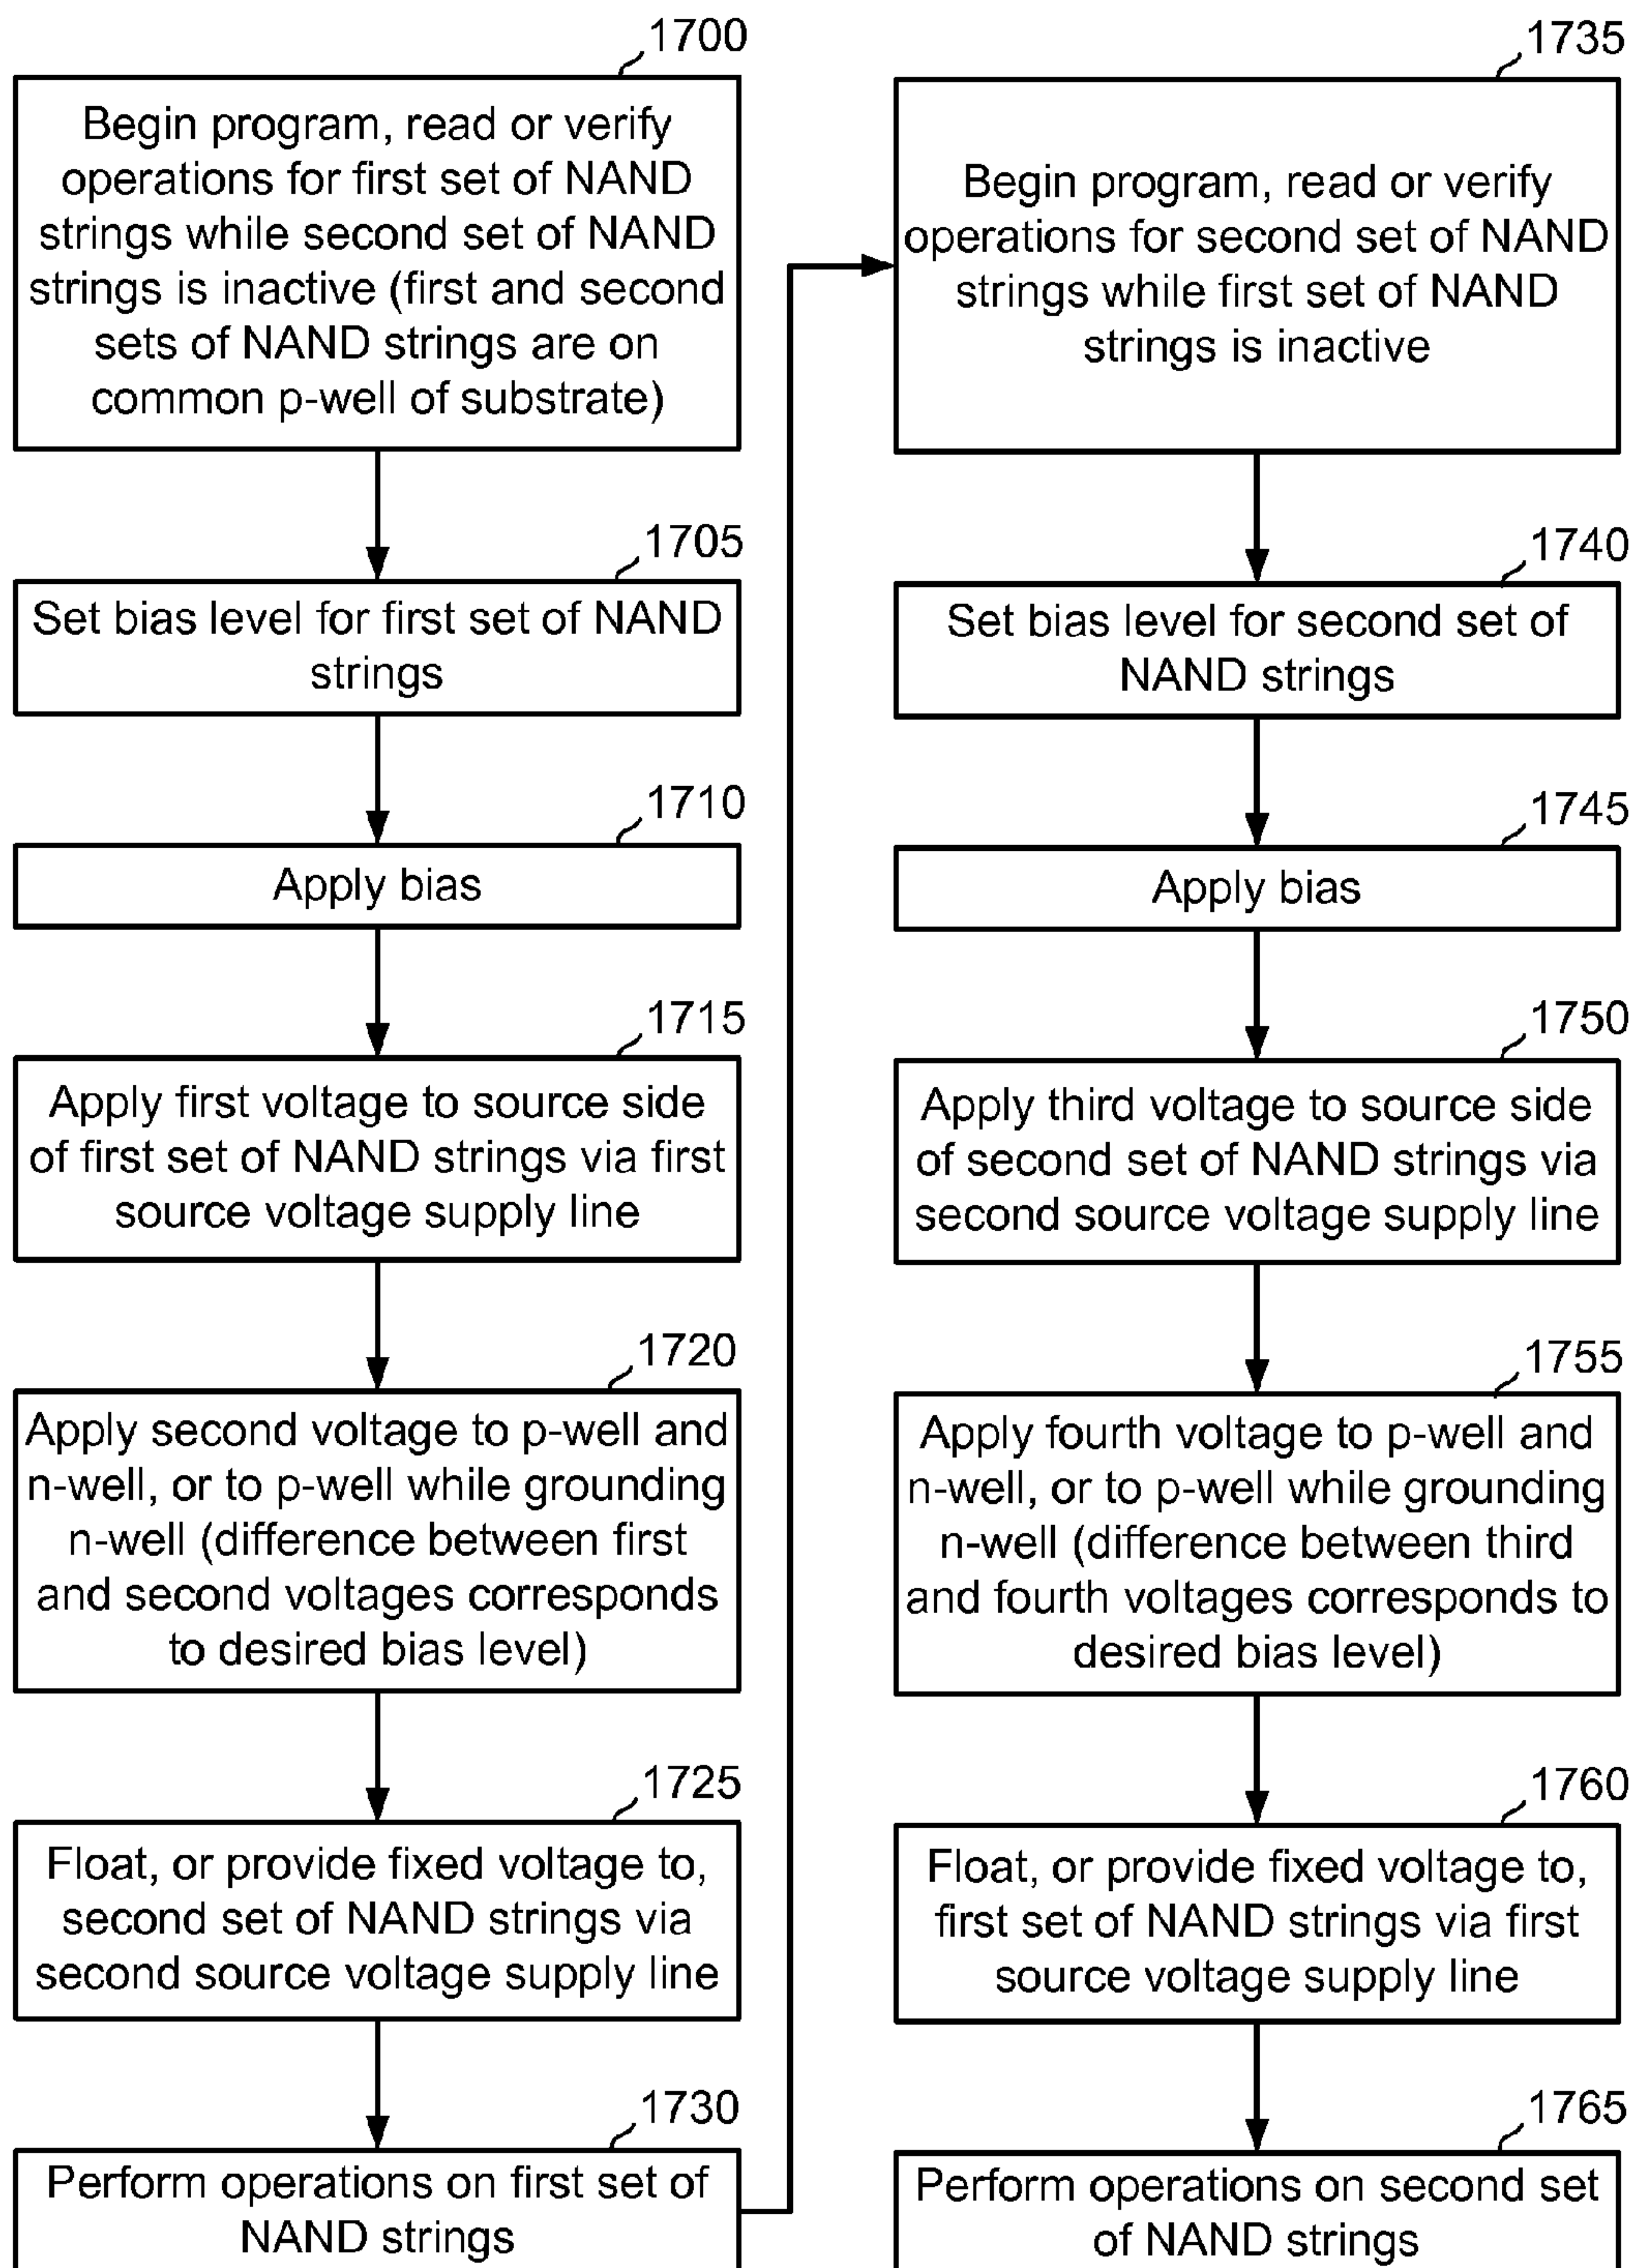 1700
Begin program, read or verify
operations for first set of NAND
strings while second set of NAND
strings is inactive (first and second
sets of NAND strings are on
common p-well of substrate)
1705
Set bias level for first set of NAND
strings
1710
Apply bias
1715
Apply first voltage to source side
of first set of NAND strings via first
source voltage supply line
1720
Apply second voltage to p-well and
n-well, or to p-well while grounding
n-well (difference between first
and second voltages corresponds
to desired bias level)
1725
Float, or provide fixed voltage to,
second set of NAND strings via
second source voltage supply line
1730
Perform operations on first set of
NAND strings
1735
Begin program, read or verify
operations for second set of NAND
strings while first set of NAND
strings is inactive
1740
Set bias level for second set of
NAND strings
1745
Apply bias
1750
Apply third voltage to source side
of second set of NAND strings via
second source voltage supply line
1755
Apply fourth voltage to p-well and
n-well, or to p-well while grounding
n-well (difference between third
and fourth voltages corresponds to
desired bias level)
1760
Float, or provide fixed voltage to,
first set of NAND strings via first
source voltage supply line
1765
Perform operations on second set
of NAND strings